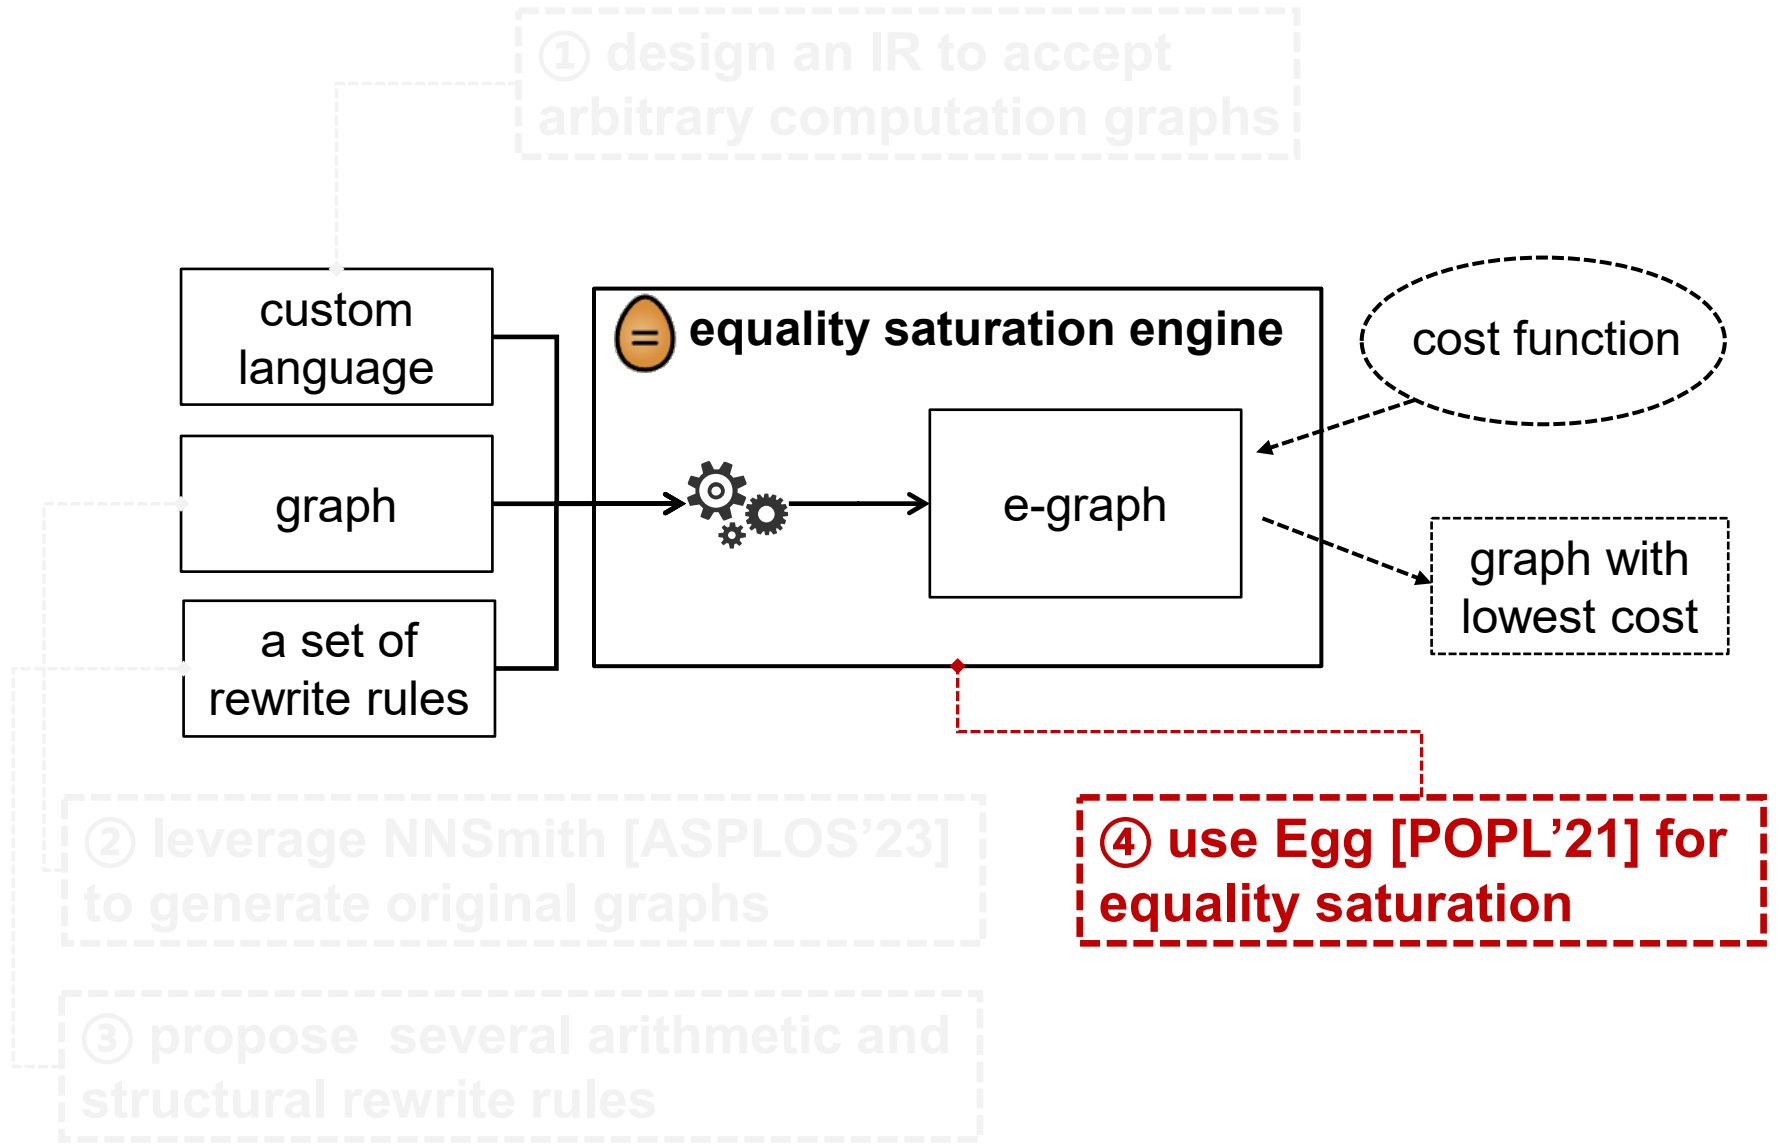 ① design an IR to accept
arbitrary computation graphs
custom
language
= equality saturation engine
cost function
graph
e-graph
graph with
lowest cost
a set of
rewrite rules
② leverage NNSmith [ASPLOS’23]
to generate original graphs
④ use Egg [POPL’21] for
equality saturation
③ propose  several arithmetic and
structural rewrite rules